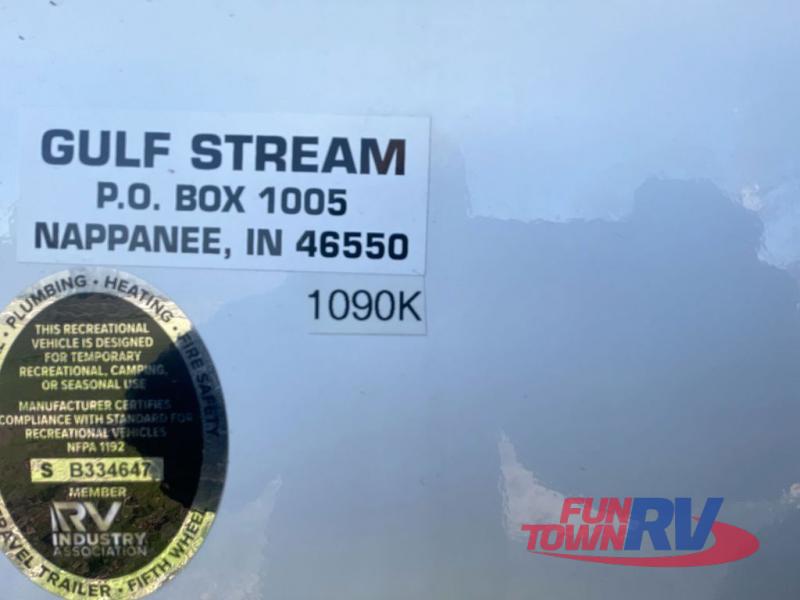 GULF STREAM
P.O. BOX 1005
NAPPANEE, IN 46550
1090K
PLUMBING • HEATING • FIRE SAFETY
THIS RECREATIONAL
VEHICLE IS DESIGNED
FOR TEMPORARY
RECREATIONAL, CAMPING,
OR SEASONAL USE
MANUFACTURER CERTIFIES
COMPLIANCE WITH STANDARD FOR
RECREATIONAL VEHICLES
NFPA 1192
S B334647
MEMBER
RV
INDUSTRY
ASSOCIATION
TRAVEL TRAILER • FIFTH WHEEL
FUN
TOWN RV